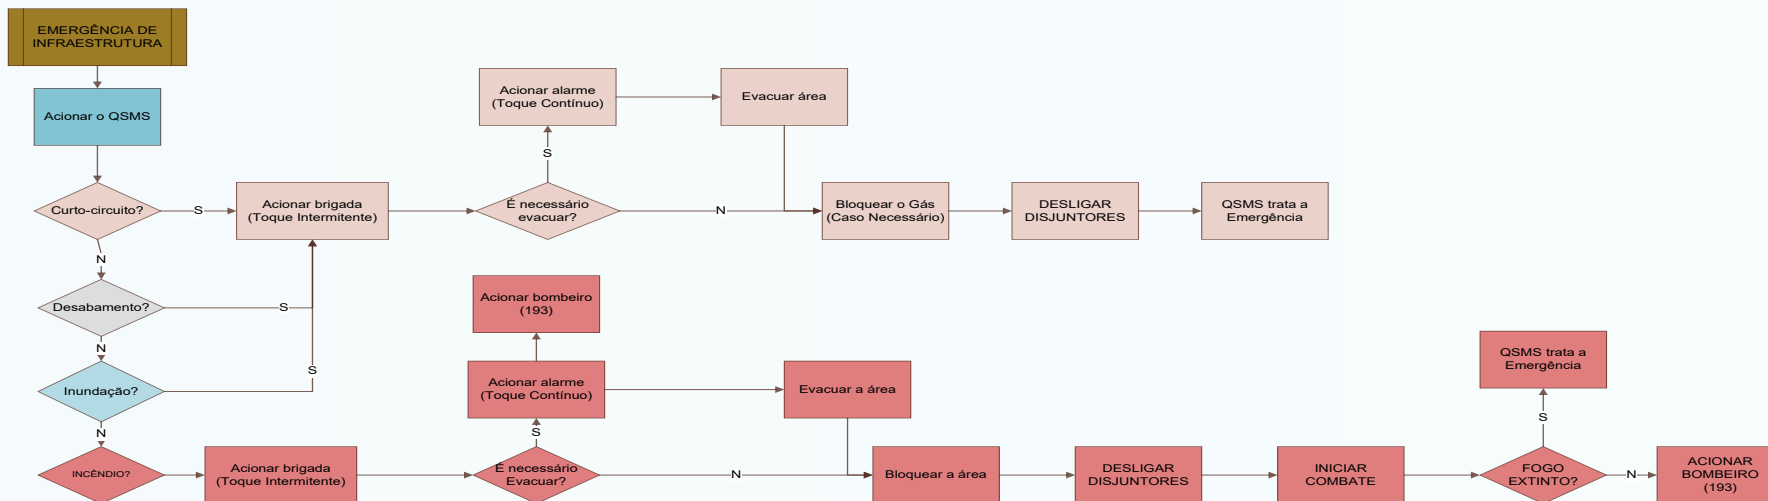 EMERGÊNCIA DE
INFRAESTRUTURA
Acionar o QSMS
Curto-circuito?
S
N
Acionar brigada
(Toque Intermitente)
É necessário
evacuar?
S
N
Acionar alarme
(Toque Contínuo)
Evacuar área
Bloquear o Gás
(Caso Necessário)
DESLIGAR
DISJUNTORES
QSMS trata a
Emergência
Desabamento?
S
N
Inundação?
S
N
INCÊNDIO?
Acionar brigada
(Toque Intermitente)
É necessário
Evacuar?
S
N
Acionar alarme
(Toque Contínuo)
Acionar bombeiro
(193)
Evacuar a área
Bloquear a área
DESLIGAR
DISJUNTORES
INICIAR
COMBATE
FOGO
EXTINTO?
S
N
QSMS trata a
Emergência
ACIONAR
BOMBEIRO
(193)